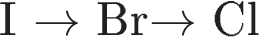 I → Br→ Cl